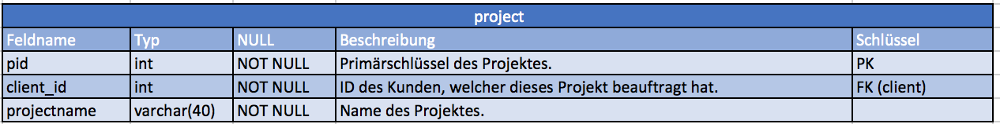 project
Feldname Typ NULL Beschreibung Schlüssel
pid int NOT NULL Primärschlüssel des Projektes. PK
client_id int NOT NULL ID des Kunden, welcher dieses Projekt beauftragt hat. FK (client)
projectname varchar(40) NOT NULL Name des Projektes.